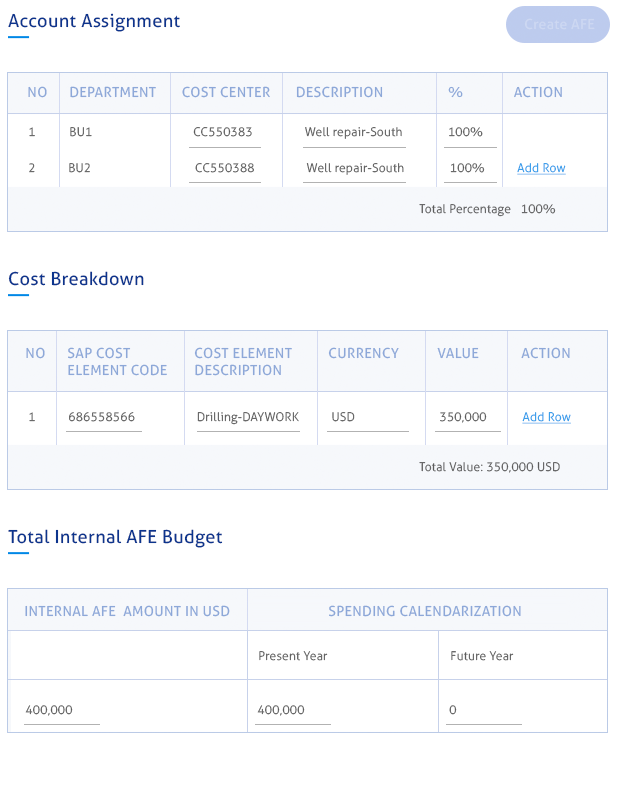 Account Assignment
Create AFE
NO DEPARTMENT COST CENTER DESCRIPTION % ACTION
1 BU1 CC550383 Well repair-South 100%
2 BU2 CC550388 Well repair-South 100% Add Row
Total Percentage 100%
Cost Breakdown
NO SAP COST ELEMENT CODE COST ELEMENT DESCRIPTION CURRENCY VALUE ACTION
1 686558566 Drilling-DAYWORK USD 350,000 Add Row
Total Value: 350,000 USD
Total Internal AFE Budget
INTERNAL AFE AMOUNT IN USD SPENDING CALENDARIZATION
Present Year Future Year
400,000 400,000 0